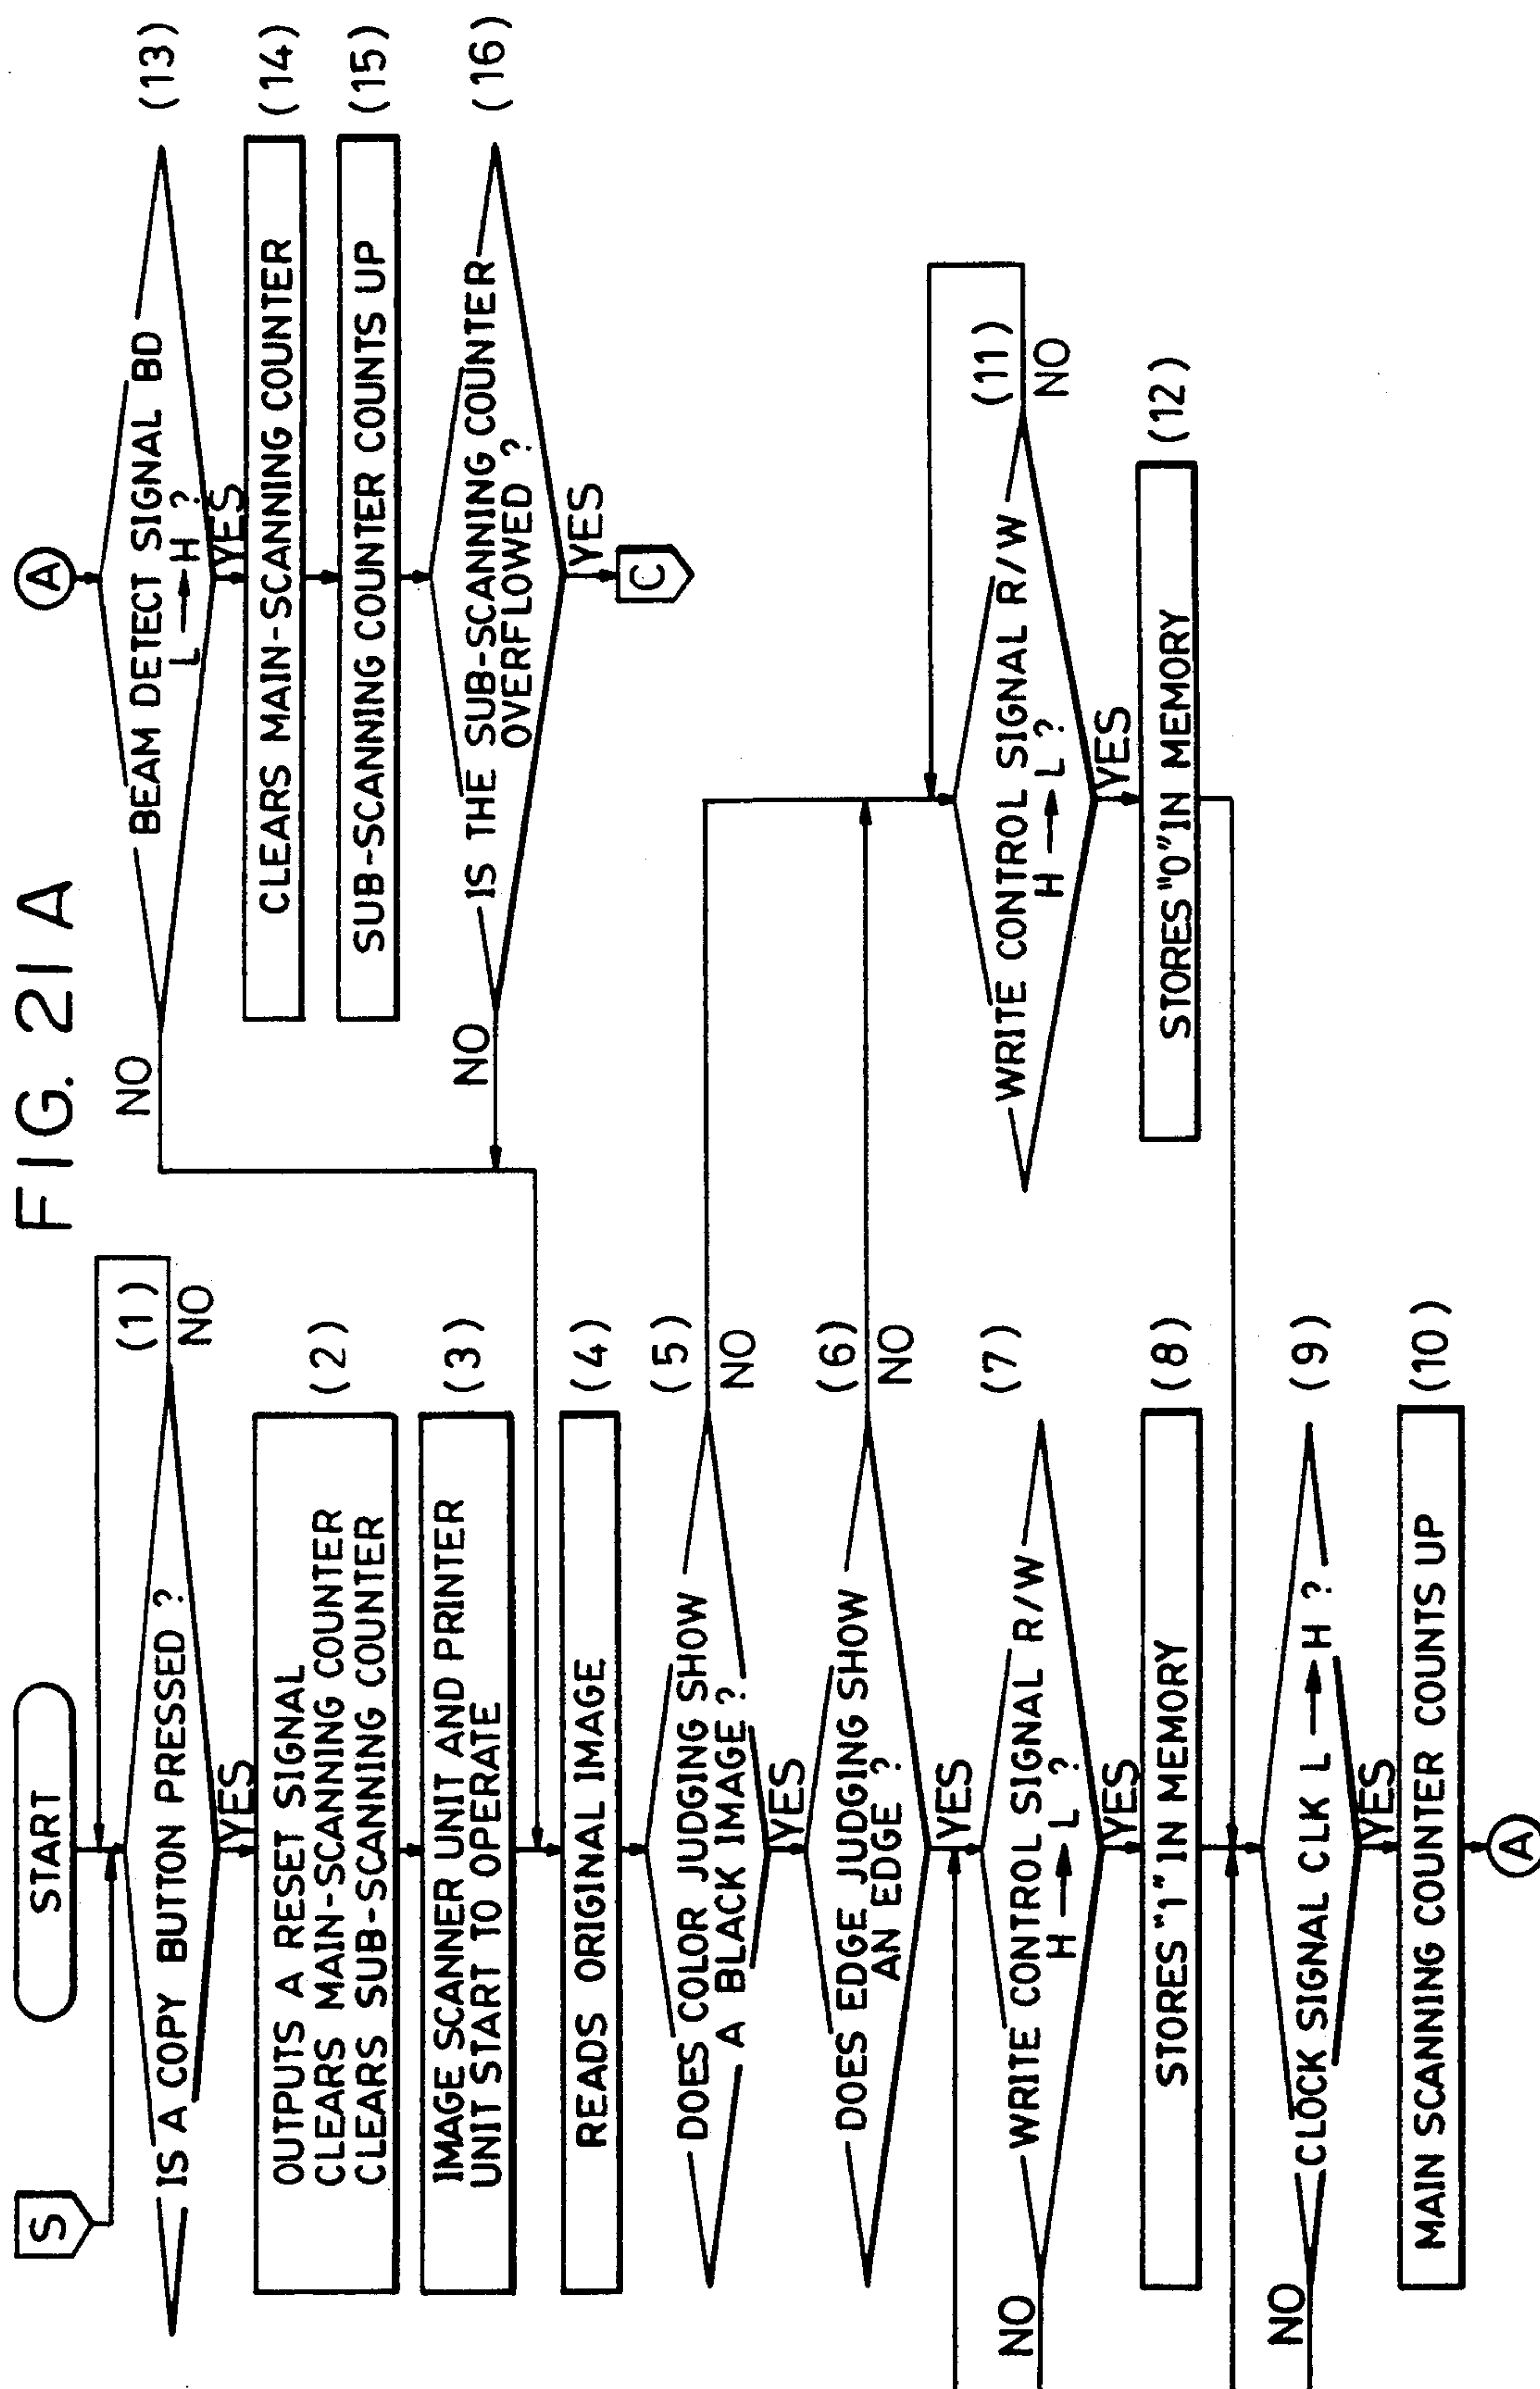 FIG. 21A
S
START
IS A COPY BUTTON PRESSED ?
(1)
NO
YES
OUTPUTS A RESET SIGNAL
CLEARS MAIN-SCANNING COUNTER
CLEARS SUB-SCANNING COUNTER
(2)
IMAGE SCANNER UNIT AND PRINTER
UNIT START TO OPERATE
(3)
READS ORIGINAL IMAGE
(4)
DOES COLOR JUDGING SHOW
A BLACK IMAGE ?
(5)
NO
YES
DOES EDGE JUDGING SHOW
AN EDGE ?
(6)
NO
YES
WRITE CONTROL SIGNAL R/W
H → L ?
(7)
NO
YES
STORES "1" IN MEMORY
(8)
CLOCK SIGNAL CLK L → H ?
(9)
NO
YES
MAIN SCANNING COUNTER COUNTS UP
(10)
A
WRITE CONTROL SIGNAL R/W
H → L ?
(11)
NO
YES
STORES "0" IN MEMORY
(12)
A
BEAM DETECT SIGNAL BD
L → H ?
(13)
NO
YES
CLEARS MAIN-SCANNING COUNTER
(14)
SUB-SCANNING COUNTER COUNTS UP
(15)
IS THE SUB-SCANNING COUNTER
OVERFLOWED ?
(16)
NO
YES
C